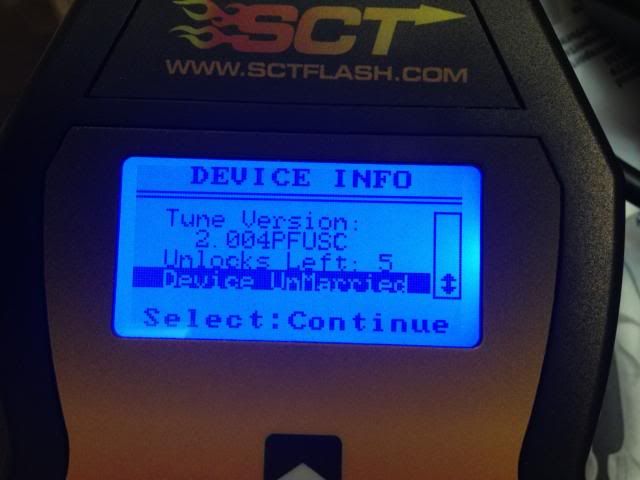 SCT
WWW.SCTFLASH.COM
DEVICE INFO
Tune Version:
2.004PFUSC
Unlocks Left: 5
Device UnMarried
Select:Continue